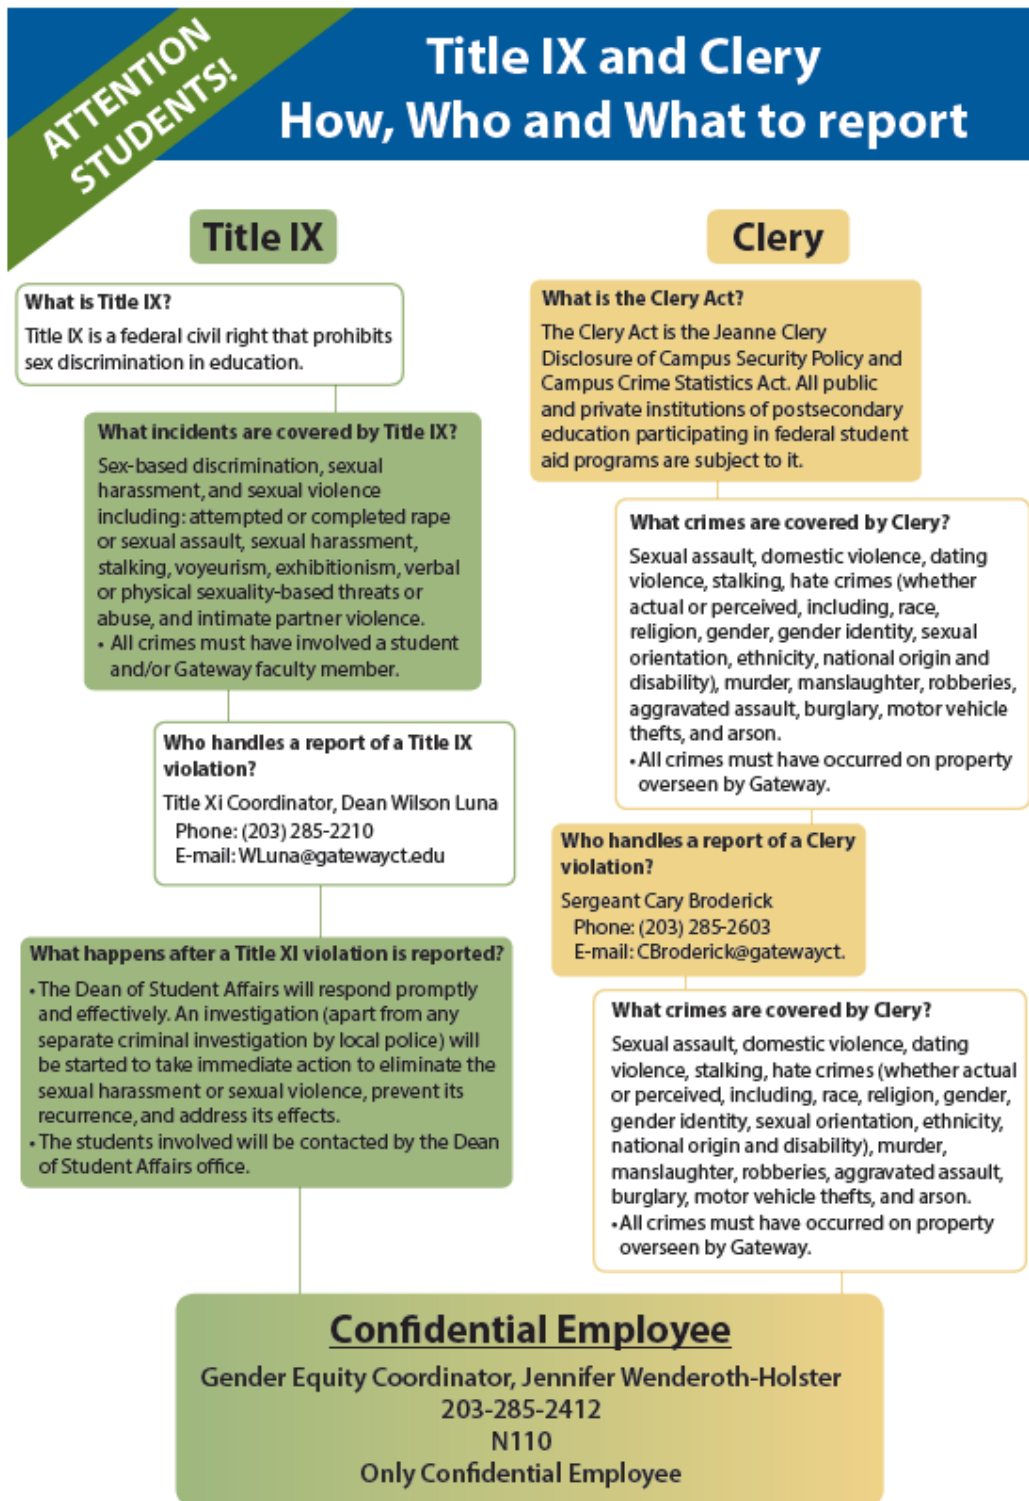 ATTENTION
STUDENTS!
Title IX and Clery
How, Who and What to report
Title IX
What is Title IX?
Title IX is a federal civil right that prohibits
sex discrimination in education.
What incidents are covered by Title IX?
Sex-based discrimination, sexual
harassment, and sexual violence
including: attempted or completed rape
or sexual assault, sexual harassment,
stalking, voyeurism, exhibitionism, verbal
or physical sexuality-based threats or
abuse, and intimate partner violence.
• All crimes must have involved a student
and/or Gateway faculty member.
Who handles a report of a Title IX
violation?
Title Xi Coordinator, Dean Wilson Luna
Phone: (203) 285-2210
E-mail: WLuna@gatewayct.edu
What happens after a Title XI violation is reported?
• The Dean of Student Affairs will respond promptly
and effectively. An investigation (apart from any
separate criminal investigation by local police) will
be started to take immediate action to eliminate the
sexual harassment or sexual violence, prevent its
recurrence, and address its effects.
• The students involved will be contacted by the Dean
of Student Affairs office.
Clery
What is the Clery Act?
The Clery Act is the Jeanne Clery
Disclosure of Campus Security Policy and
Campus Crime Statistics Act. All public
and private institutions of postsecondary
education participating in federal student
aid programs are subject to it.
What crimes are covered by Clery?
Sexual assault, domestic violence, dating
violence, stalking, hate crimes (whether
actual or perceived, including, race,
religion, gender, gender identity, sexual
orientation, ethnicity, national origin and
disability), murder, manslaughter, robberies,
aggravated assault, burglary, motor vehicle
thefts, and arson.
• All crimes must have occurred on property
overseen by Gateway.
Who handles a report of a Clery
violation?
Sergeant Cary Broderick
Phone: (203) 285-2603
E-mail: CBroderick@gatewayct.
What crimes are covered by Clery?
Sexual assault, domestic violence, dating
violence, stalking, hate crimes (whether actual
or perceived, including, race, religion, gender,
gender identity, sexual orientation, ethnicity,
national origin and disability), murder,
manslaughter, robberies, aggravated assault,
burglary, motor vehicle thefts, and arson.
• All crimes must have occurred on property
overseen by Gateway.
Confidential Employee
Gender Equity Coordinator, Jennifer Wenderoth-Holster
203-285-2412
N110
Only Confidential Employee